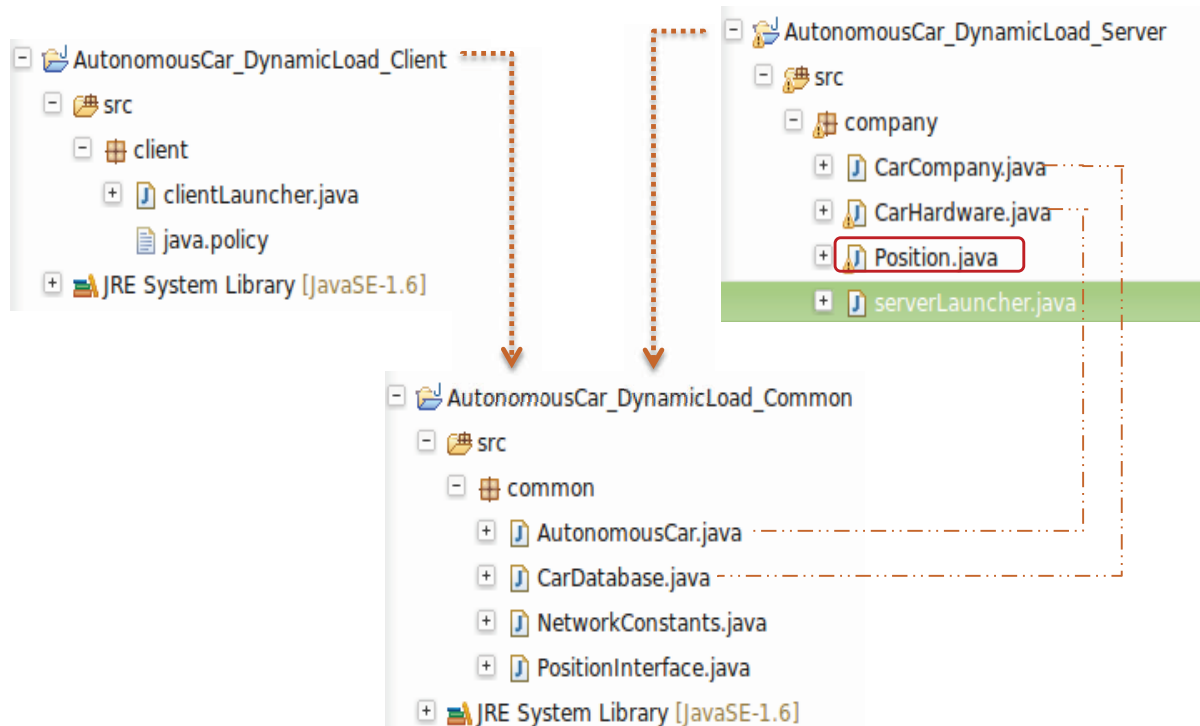 AutonomousCar_DynamicLoad_Client
src
client
clientLauncher.java
java.policy
JRE System Library [JavaSE-1.6]
AutonomousCar_DynamicLoad_Server
src
company
CarCompany.java
CarHardware.java
Position.java
serverLauncher.java
AutonomousCar_DynamicLoad_Common
src
common
AutonomousCar.java
CarDatabase.java
NetworkConstants.java
PositionInterface.java
JRE System Library [JavaSE-1.6]